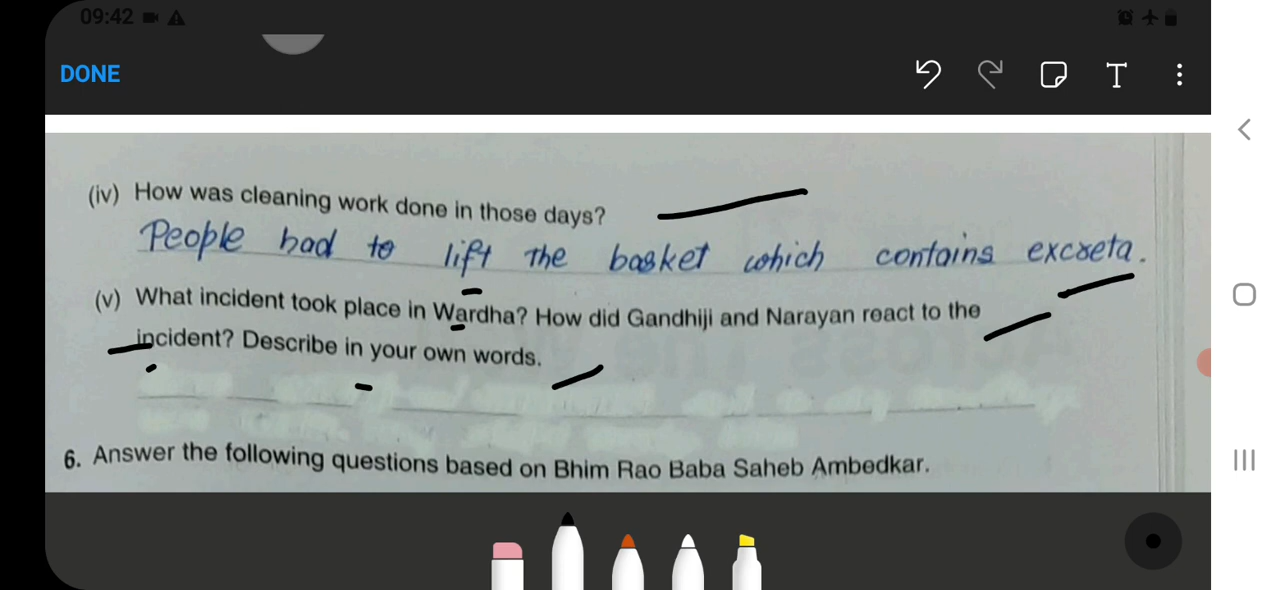 09:42
DONE
T
(iv) How was cleaning work done in those days?
People had to lift the basket which contains excreta.
(v) What incident took place in Wardha? How did Gandhiji and Narayan react to the
incident? Describe in your own words.
6. Answer the following questions based on Bhim Rao Baba Saheb Ambedkar.